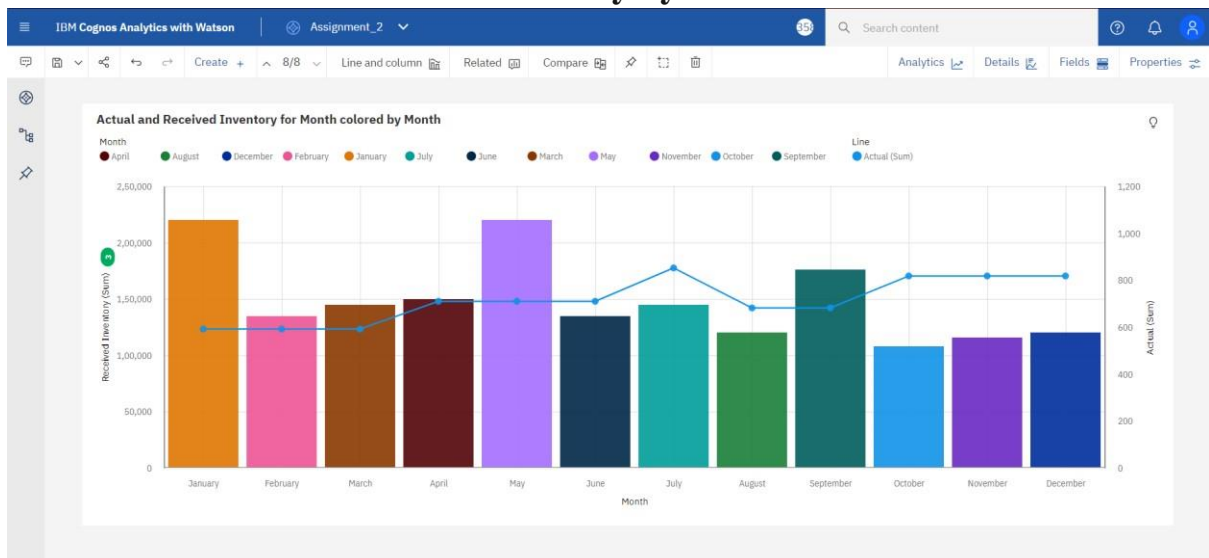 IBM Cognos Analytics with Watson
Assignment_2
Search content
Create +
8/8
Line and column
Related
Compare
Analytics
Details
Fields
Properties
Actual and Received Inventory for Month colored by Month
Month
April August December February January July June March May November October September
Line
Actual (Sum)
2,50,000
2,00,000
1,50,000
1,00,000
50,000
0
Received Inventory (Sum)
1,200
1,000
800
600
400
200
0
Actual (Sum)
January February March April May June July August September October November December
Month